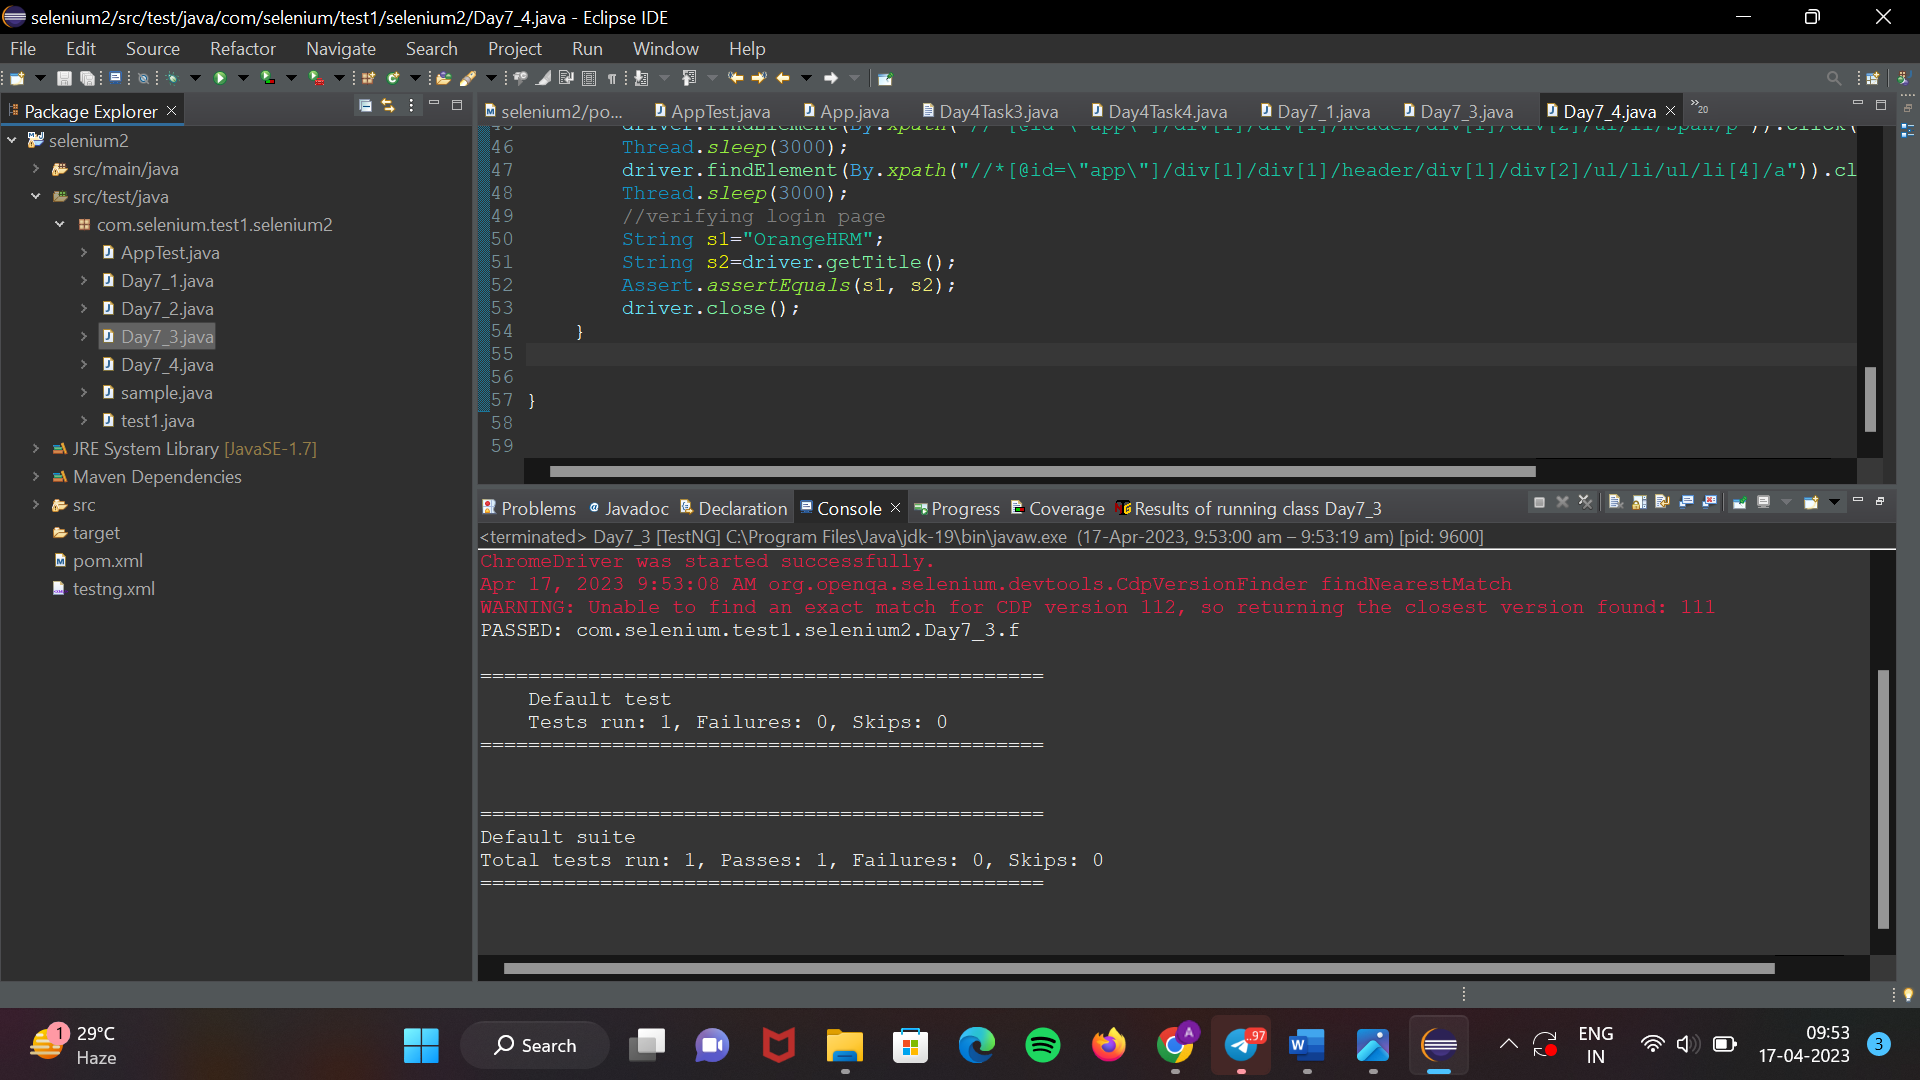 selenium2/src/test/java/com/selenium/test1/selenium2/Day7_4.java - Eclipse IDE
File Edit Source Refactor Navigate Search Project Run Window Help
Package Explorer
selenium2
src/main/java
src/test/java
com.selenium.test1.selenium2
AppTest.java
Day7_1.java
Day7_2.java
Day7_3.java
Day7_4.java
sample.java
test1.java
JRE System Library [JavaSE-1.7]
Maven Dependencies
src
target
pom.xml
testng.xml
selenium2/po... AppTest.java App.java Day4Task3.java Day4Task4.java Day7_1.java Day7_3.java Day7_4.java »20
46 Thread.sleep(3000);
47 driver.findElement(By.xpath("//*[@id=\"app\"]/div[1]/div[1]/header/div[1]/div[2]/ul/li/ul/li[4]/a")).cl
48 Thread.sleep(3000);
49 //verifying login page
50 String s1="OrangeHRM";
51 String s2=driver.getTitle();
52 Assert.assertEquals(s1, s2);
53 driver.close();
54 }
55
56
57 }
58
59
Problems Javadoc Declaration Console Progress Coverage Results of running class Day7_3
<terminated> Day7_3 [TestNG] C:\Program Files\Java\jdk-19\bin\javaw.exe (17-Apr-2023, 9:53:00 am – 9:53:19 am) [pid: 9600]
ChromeDriver was started successfully.
Apr 17, 2023 9:53:08 AM org.openqa.selenium.devtools.CdpVersionFinder findNearestMatch
WARNING: Unable to find an exact match for CDP version 112, so returning the closest version found: 111
PASSED: com.selenium.test1.selenium2.Day7_3.f
===============================================
Default test
Tests run: 1, Failures: 0, Skips: 0
===============================================
===============================================
Default suite
Total tests run: 1, Passes: 1, Failures: 0, Skips: 0
===============================================
1 29°C
Haze
Search
A
..97
ENG
IN
09:53
17-04-2023
3